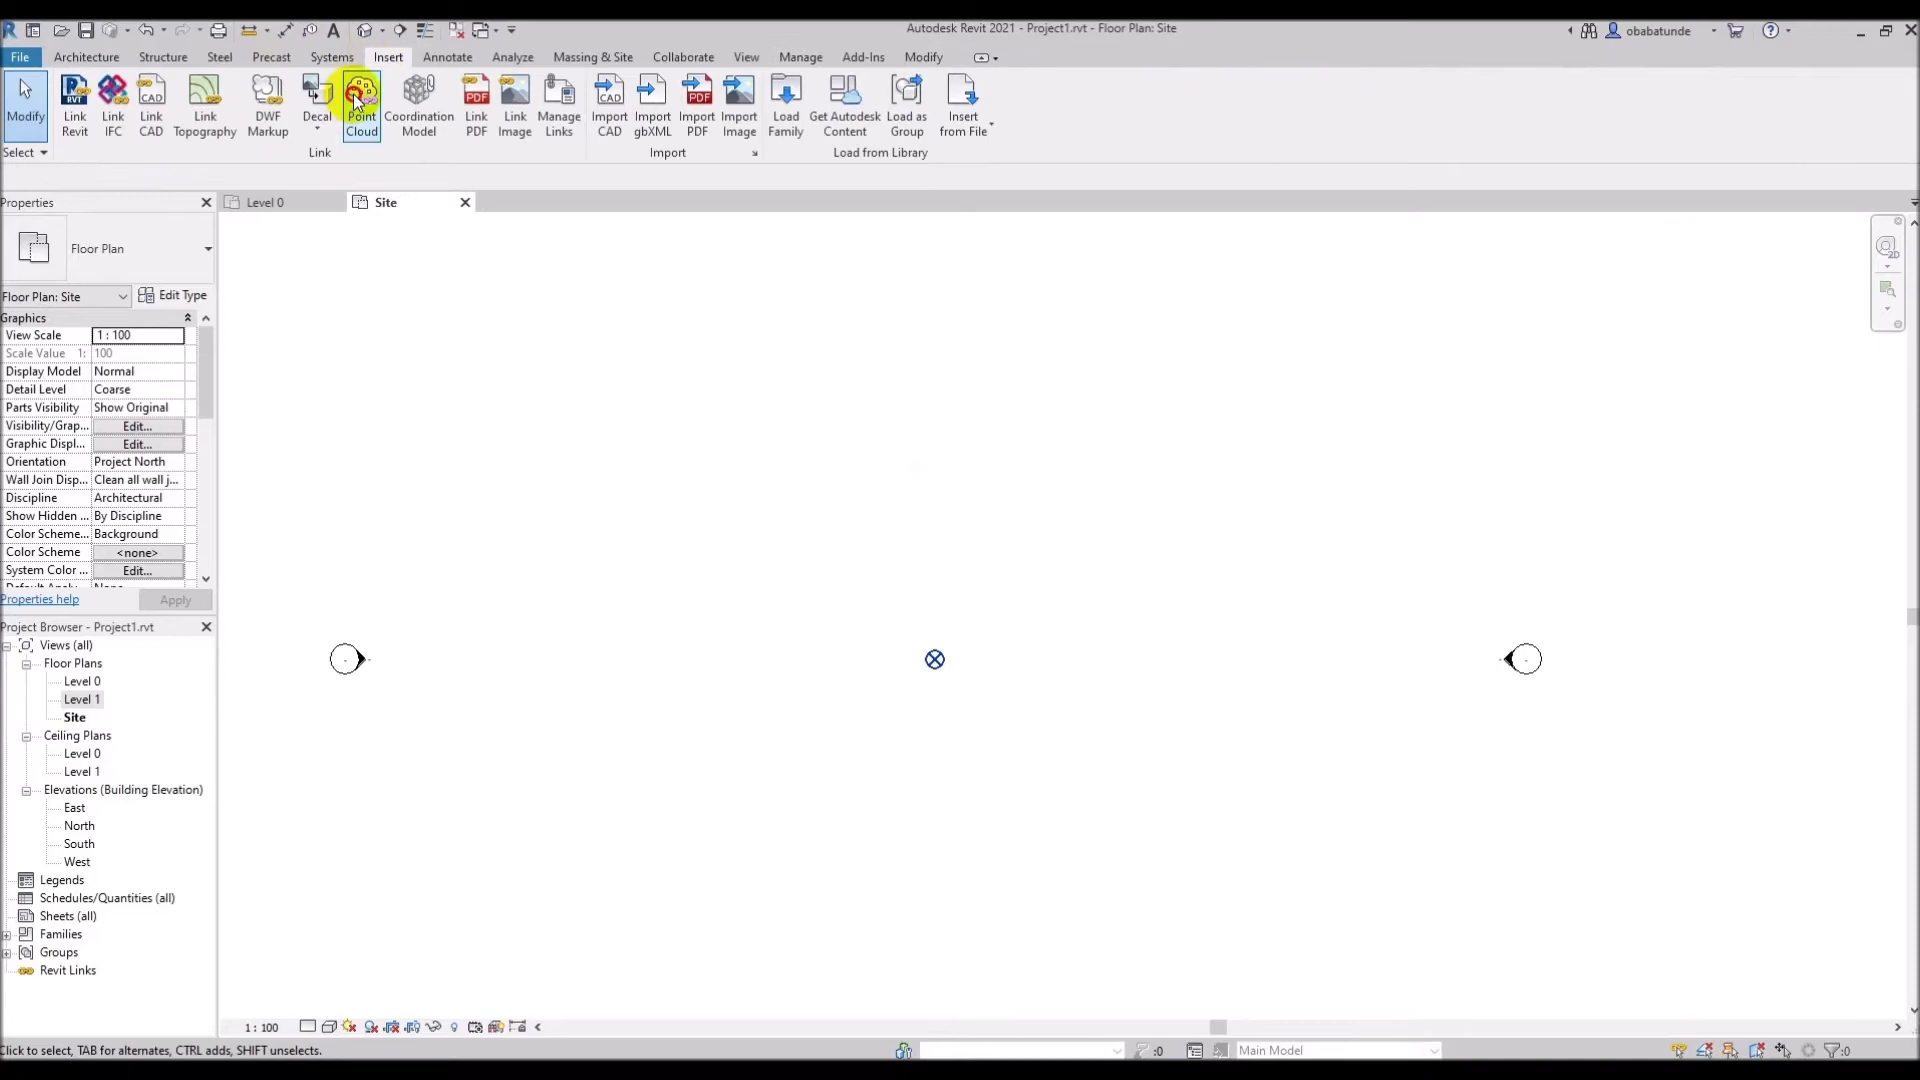 Autodesk Revit 2021 - Project1.rvt - Floor Plan: Site
obabatunde
File Architecture Structure Steel Precast Systems Insert Annotate Analyze Massing & Site Collaborate View Manage Add-Ins Modify
Modify
Link Revit
Link IFC
Link CAD
Link Topography
DWF Markup
Decal
Point Cloud
Coordination Model
Link PDF
Link Image
Manage Links
Import CAD
Import gbXML
Import PDF
Import Image
Load Family
Get Autodesk Content
Load as Group
Insert from File
Select
Link
Import
Load from Library
Properties
Level 0
Site
Floor Plan
Floor Plan: Site
Edit Type
Graphics
View Scale 1 : 100
Scale Value 1: 100
Display Model Normal
Detail Level Coarse
Parts Visibility Show Original
Visibility/Grap... Edit...
Graphic Displ... Edit...
Orientation Project North
Wall Join Disp... Clean all wall j...
Discipline Architectural
Show Hidden ... By Discipline
Color Scheme... Background
Color Scheme <none>
System Color ... Edit...
Properties help
Apply
Project Browser - Project1.rvt
Views (all)
Floor Plans
Level 0
Level 1
Site
Ceiling Plans
Level 0
Level 1
Elevations (Building Elevation)
East
North
South
West
Legends
Schedules/Quantities (all)
Sheets (all)
Families
Groups
Revit Links
1 : 100
Click to select, TAB for alternates, CTRL adds, SHIFT unselects.
:0
Main Model
:0